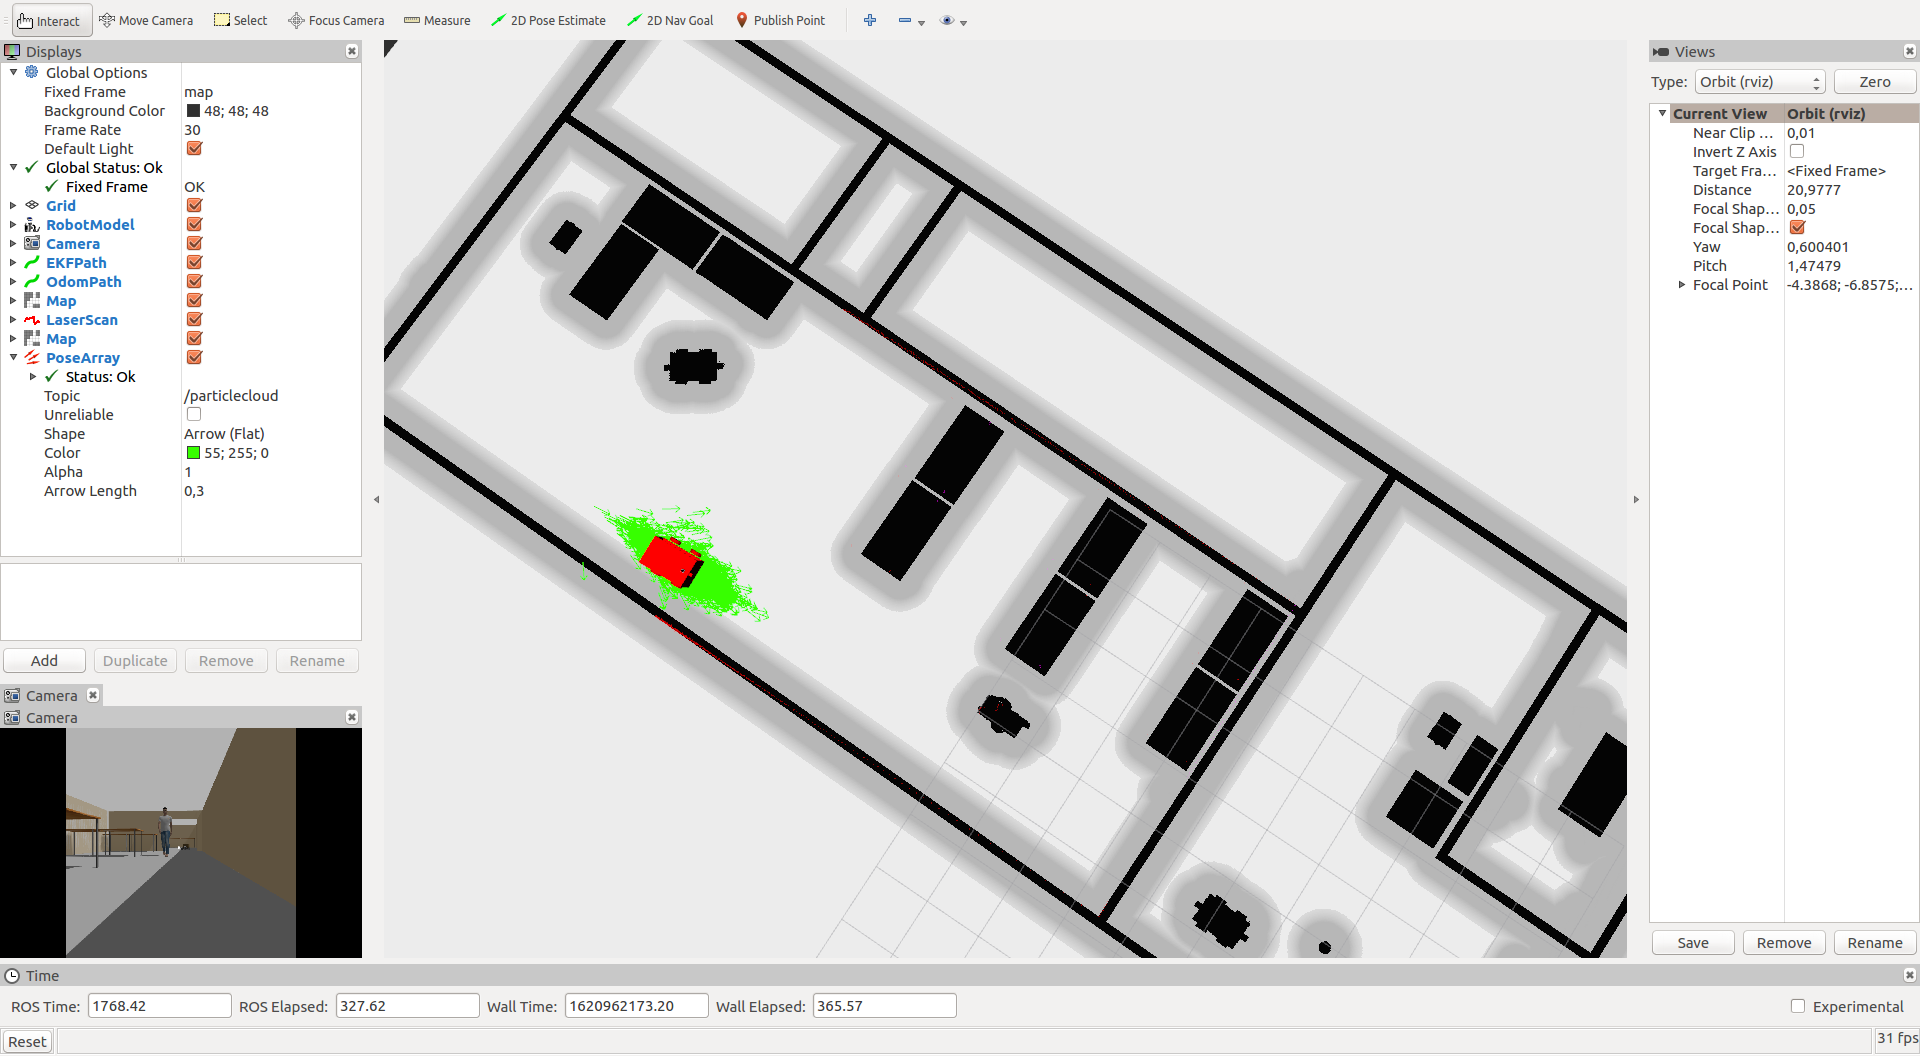 Interact Move Camera Select Focus Camera Measure 2D Pose Estimate 2D Nav Goal Publish Point
Displays
Global Options
Fixed Frame map
Background Color 48; 48; 48
Frame Rate 30
Default Light
Global Status: Ok
Fixed Frame OK
Grid
RobotModel
Camera
EKFPath
OdomPath
Map
LaserScan
Map
PoseArray
Status: Ok
Topic /particlecloud
Unreliable
Shape Arrow (Flat)
Color 55; 255; 0
Alpha 1
Arrow Length 0,3
Add Duplicate Remove Rename
Camera
Camera
Views
Type: Orbit (rviz) Zero
Current View Orbit (rviz)
Near Clip ... 0,01
Invert Z Axis
Target Fra... <Fixed Frame>
Distance 20,9777
Focal Shap... 0,05
Focal Shap...
Yaw 0,600401
Pitch 1,47479
Focal Point -4.3868; -6.8575;...
Save Remove Rename
Time
ROS Time: 1768.42 ROS Elapsed: 327.62 Wall Time: 1620962173.20 Wall Elapsed: 365.57 Experimental
Reset 31 fps